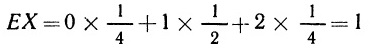 EX = 0 × 1/4 + 1 × 1/2 + 2 × 1/4 = 1